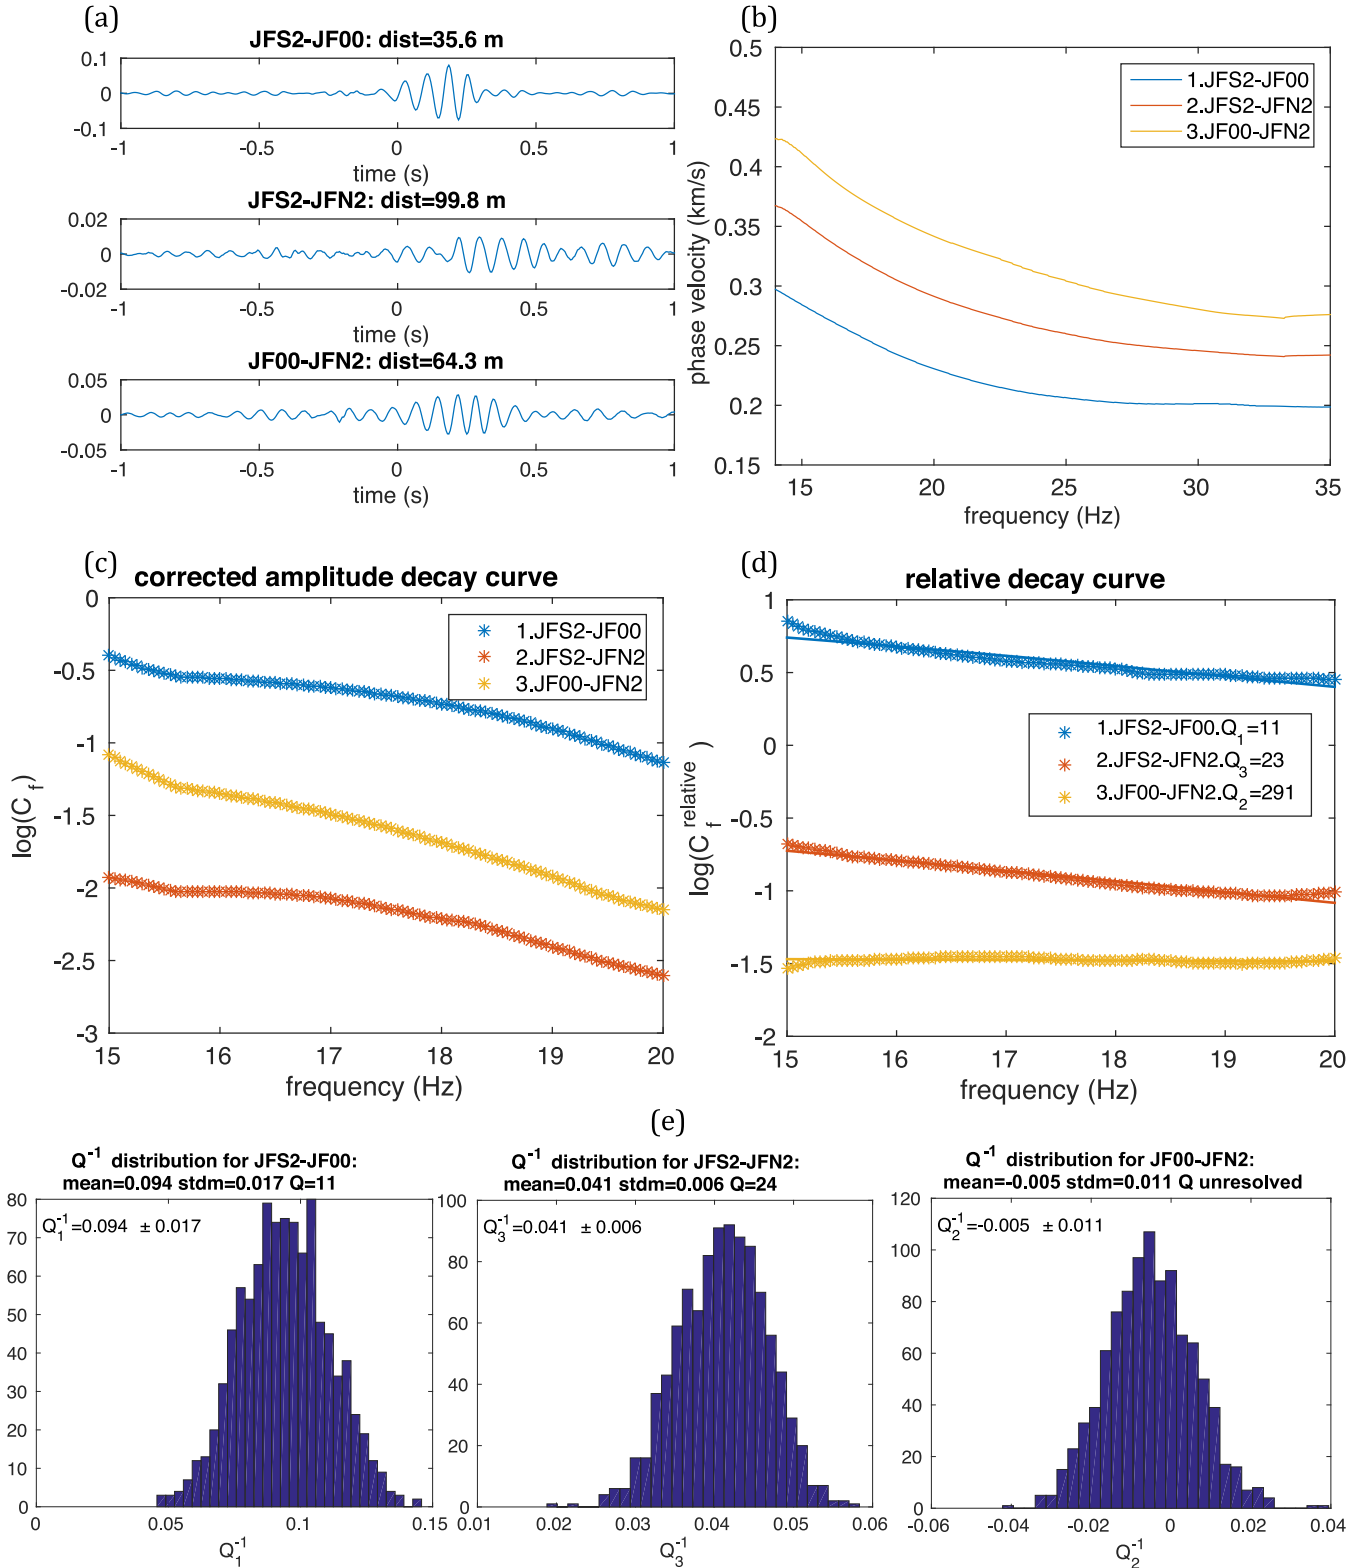 (a)
JFS2-JF00: dist=35.6 m
0.1
0
-0.1
-1 -0.5 0 0.5 1
time (s)
JFS2-JFN2: dist=99.8 m
0.02
0
-0.02
-1 -0.5 0 0.5 1
time (s)
JF00-JFN2: dist=64.3 m
0.05
0
-0.05
-1 -0.5 0 0.5 1
time (s)
(b)
0.5
0.45
0.4
0.35
0.3
0.25
0.2
0.15
phase velocity (km/s)
1.JFS2-JF00
2.JFS2-JFN2
3.JF00-JFN2
15 20 25 30 35
frequency (Hz)
(c)
corrected amplitude decay curve
0
-0.5
-1
-1.5
-2
-2.5
-3
log(C_f)
1.JFS2-JF00
2.JFS2-JFN2
3.JF00-JFN2
15 16 17 18 19 20
frequency (Hz)
(d)
relative decay curve
1
0.5
0
-0.5
-1
-1.5
-2
log(C_f^relative)
1.JFS2-JF00.Q_1=11
2.JFS2-JFN2.Q_3=23
3.JF00-JFN2.Q_2=291
15 16 17 18 19 20
frequency (Hz)
(e)
Q^-1 distribution for JFS2-JF00:
mean=0.094 stdm=0.017 Q=11
80
70
60
50
40
30
20
10
0
Q_1^-1=0.094 ± 0.017
0 0.05 0.1 0.15
Q_1^-1
Q^-1 distribution for JFS2-JFN2:
mean=0.041 stdm=0.006 Q=24
100
80
60
40
20
0
Q_3^-1=0.041 ± 0.006
0.01 0.02 0.03 0.04 0.05 0.06
Q_3^-1
Q^-1 distribution for JF00-JFN2:
mean=-0.005 stdm=0.011 Q unresolved
120
100
80
60
40
20
0
Q_2^-1=-0.005 ± 0.011
-0.06 -0.04 -0.02 0 0.02 0.04
Q_2^-1